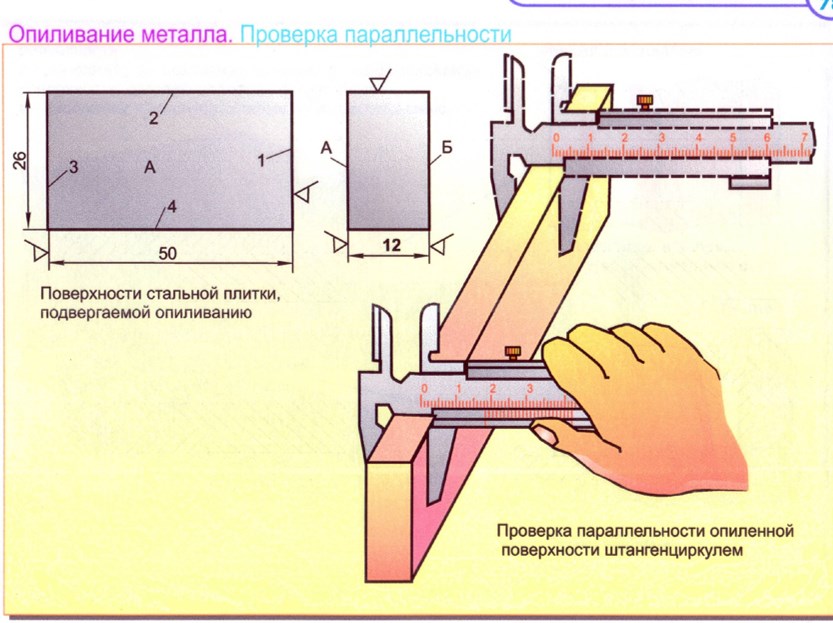 Опиливание металла. Проверка параллельности
2
А
1
3
4
26
50
А
Б
12
Поверхности стальной плитки,
подвергаемой опиливанию
0 1 2 3 4 5 6 7
0 1 2 3
Проверка параллельности опиленной
поверхности штангенциркулем